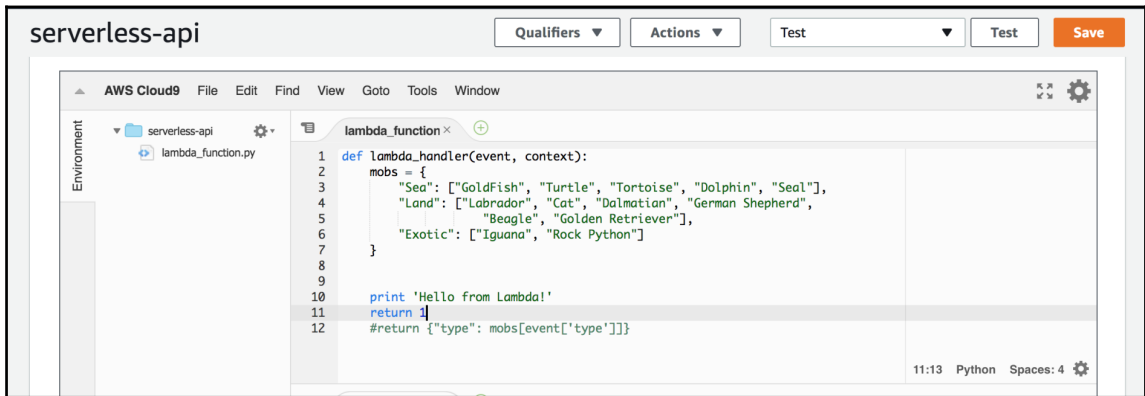 serverless-api
Qualifiers
Actions
Test
Test
Save
AWS Cloud9 File Edit Find View Goto Tools Window
Environment
serverless-api
lambda_function.py
lambda_function
1 def lambda_handler(event, context):
2 mobs = {
3 "Sea": ["GoldFish", "Turtle", "Tortoise", "Dolphin", "Seal"],
4 "Land": ["Labrador", "Cat", "Dalmatian", "German Shepherd",
5 "Beagle", "Golden Retriever"],
6 "Exotic": ["Iguana", "Rock Python"]
7 }
8
9
10 print 'Hello from Lambda!'
11 return 1
12 #return {"type": mobs[event['type']]}
11:13 Python Spaces: 4